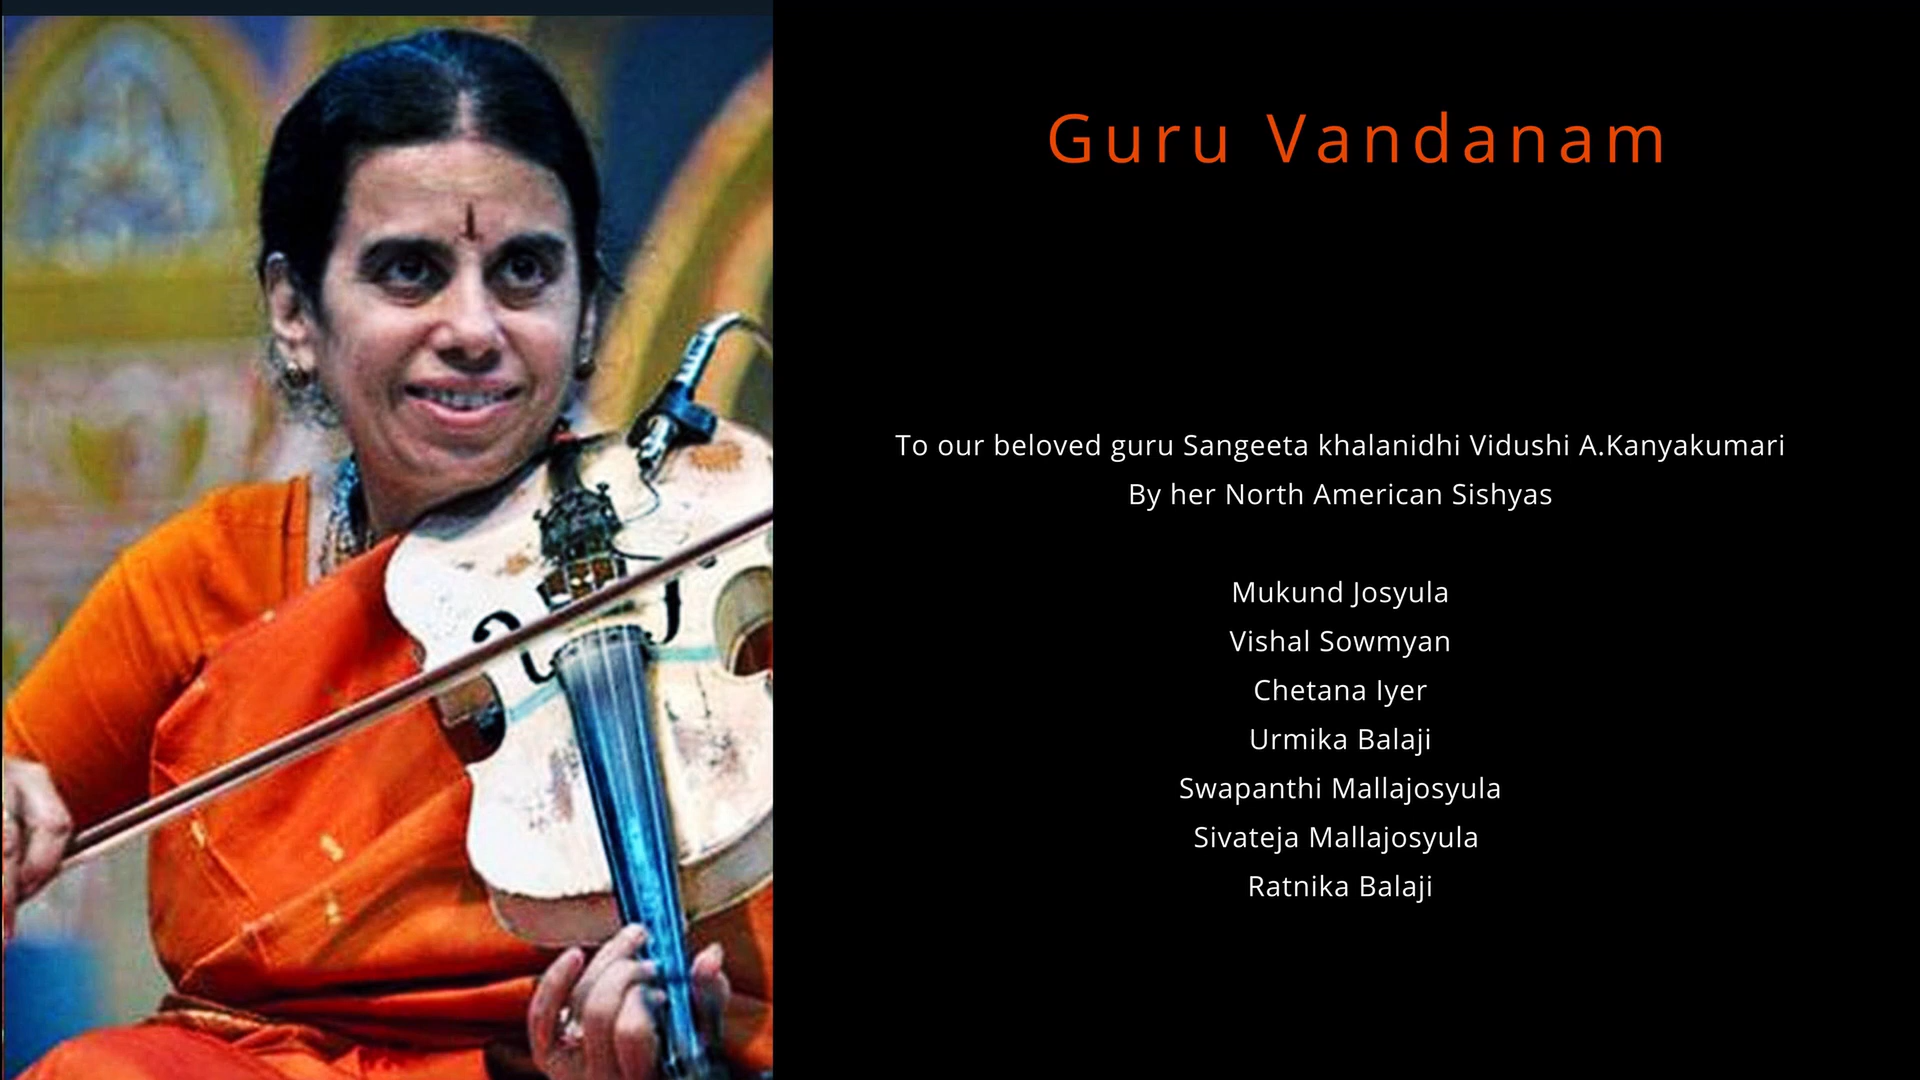 Guru Vandanam
To our beloved guru Sangeeta khalanidhi Vidushi A.Kanyakumari
By her North American Sishyas
Mukund Josyula
Vishal Sowmyan
Chetana Iyer
Urmika Balaji
Swapanthi Mallajosyula
Sivateja Mallajosyula
Ratnika Balaji